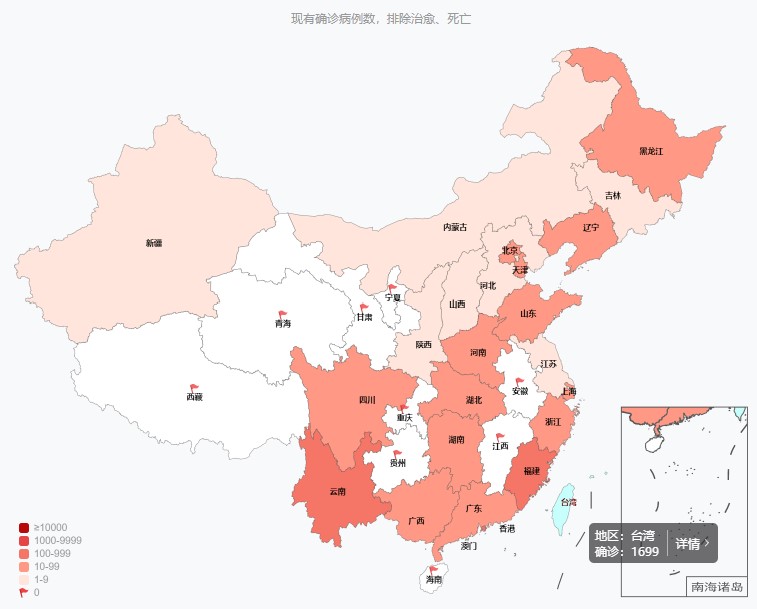 现有确诊病例数，排除治愈、死亡
黑龙江
吉林
内蒙古
辽宁
新疆
北京
天津
河北
宁夏
山西
甘肃
山东
青海
陕西
河南
江苏
西藏
四川
湖北
安徽
上海
重庆
浙江
湖南
江西
贵州
福建
云南
台湾
广西
广东
香港
澳门
海南
地区：台湾
确诊：1699
详情
南海诸岛
≥10000
1000-9999
100-999
10-99
1-9
0